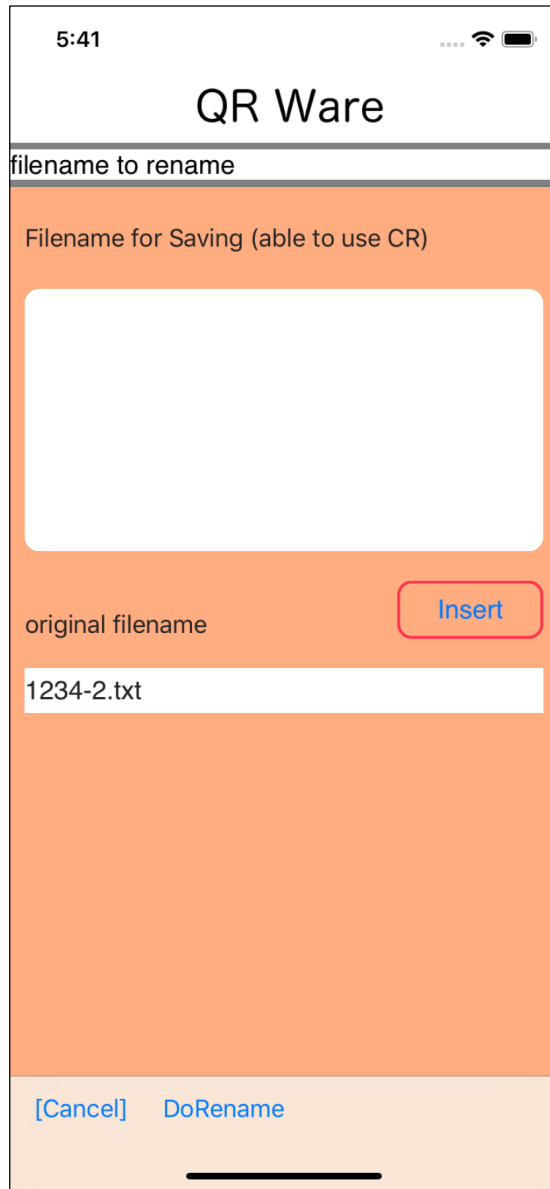 5:41
QR Ware
filename to rename
Filename for Saving (able to use CR)
Insert
original filename
1234-2.txt
[Cancel] DoRename